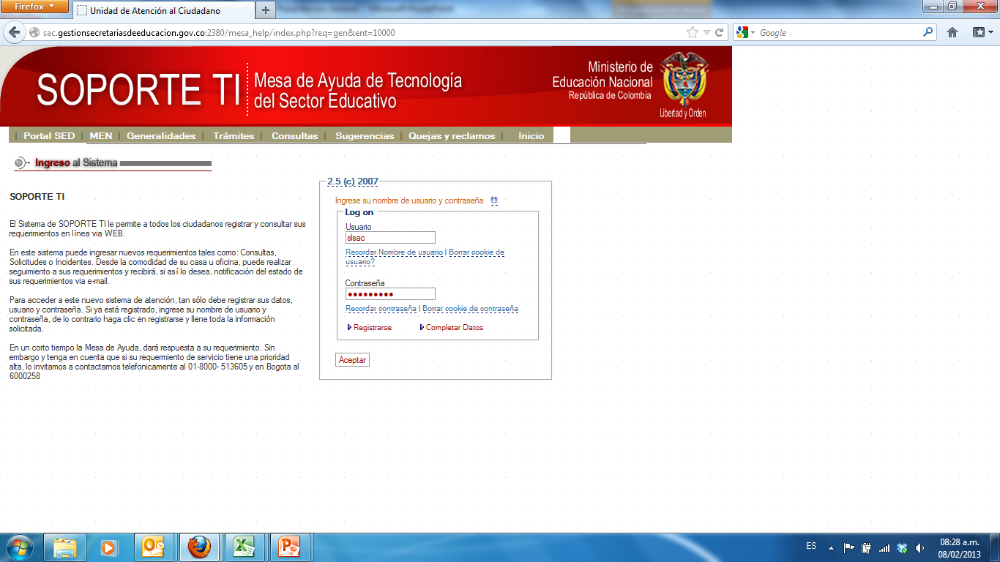 Firefox
Unidad de Atención al Ciudadano
sac.gestionsecretariasdeeducacion.gov.co:2380/mesa_help/index.php?req=gen&ent=10000
Google
SOPORTE TI
Mesa de Ayuda de Tecnología
del Sector Educativo
Ministerio de
Educación Nacional
República de Colombia
Libertad y Orden
Portal SED | MEN | Generalidades | Trámites | Consultas | Sugerencias | Quejas y reclamos | Inicio
Ingreso al Sistema
SOPORTE TI
El Sistema de SOPORTE TI le permite a todos los ciudadanos registrar y consultar sus
requerimientos en línea via WEB.
En este sistema puede ingresar nuevos requerimientos tales como: Consultas,
Solicitudes o Incidentes. Desde la comodidad de su casa u oficina, puede realizar
seguimiento a sus requerimientos y recibirá, si así lo desea, notificación del estado de
sus requerimientos via e-mail.
Para acceder a este nuevo sistema de atención, tan sólo debe registrar sus datos,
usuario y contraseña. Si ya está registrado, ingrese su nombre de usuario y
contraseña, de lo contrario haga clic en registrarse y llene toda la información
solicitada.
En un corto tiempo la Mesa de Ayuda, dará respuesta a su requerimiento. Sin
embargo y tenga en cuenta que si su requermiento de servicio tiene una prioridad
alta, lo invitamos a contactarnos telefonicamente al 01-8000- 513605 y en Bogota al
6000258
2.5 (c) 2007
Ingrese su nombre de usuario y contraseña
Log on
Usuario
slsac
Recordar Nombre de usuario | Borrar cookie de
usuario?
Contraseña
•••••••••
Recordar contraseña | Borrar cookie de contraseña
Registrarse
Completar Datos
Aceptar
ES
08:28 a.m.
08/02/2013